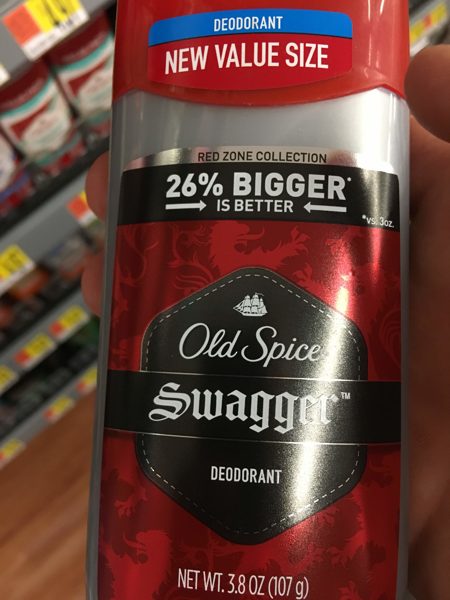 DEODORANT
NEW VALUE SIZE
RED ZONE COLLECTION
26% BIGGER*
IS BETTER
*vs. 3oz.
Old Spice
Swagger™
DEODORANT
NET WT. 3.8 OZ (107 g)